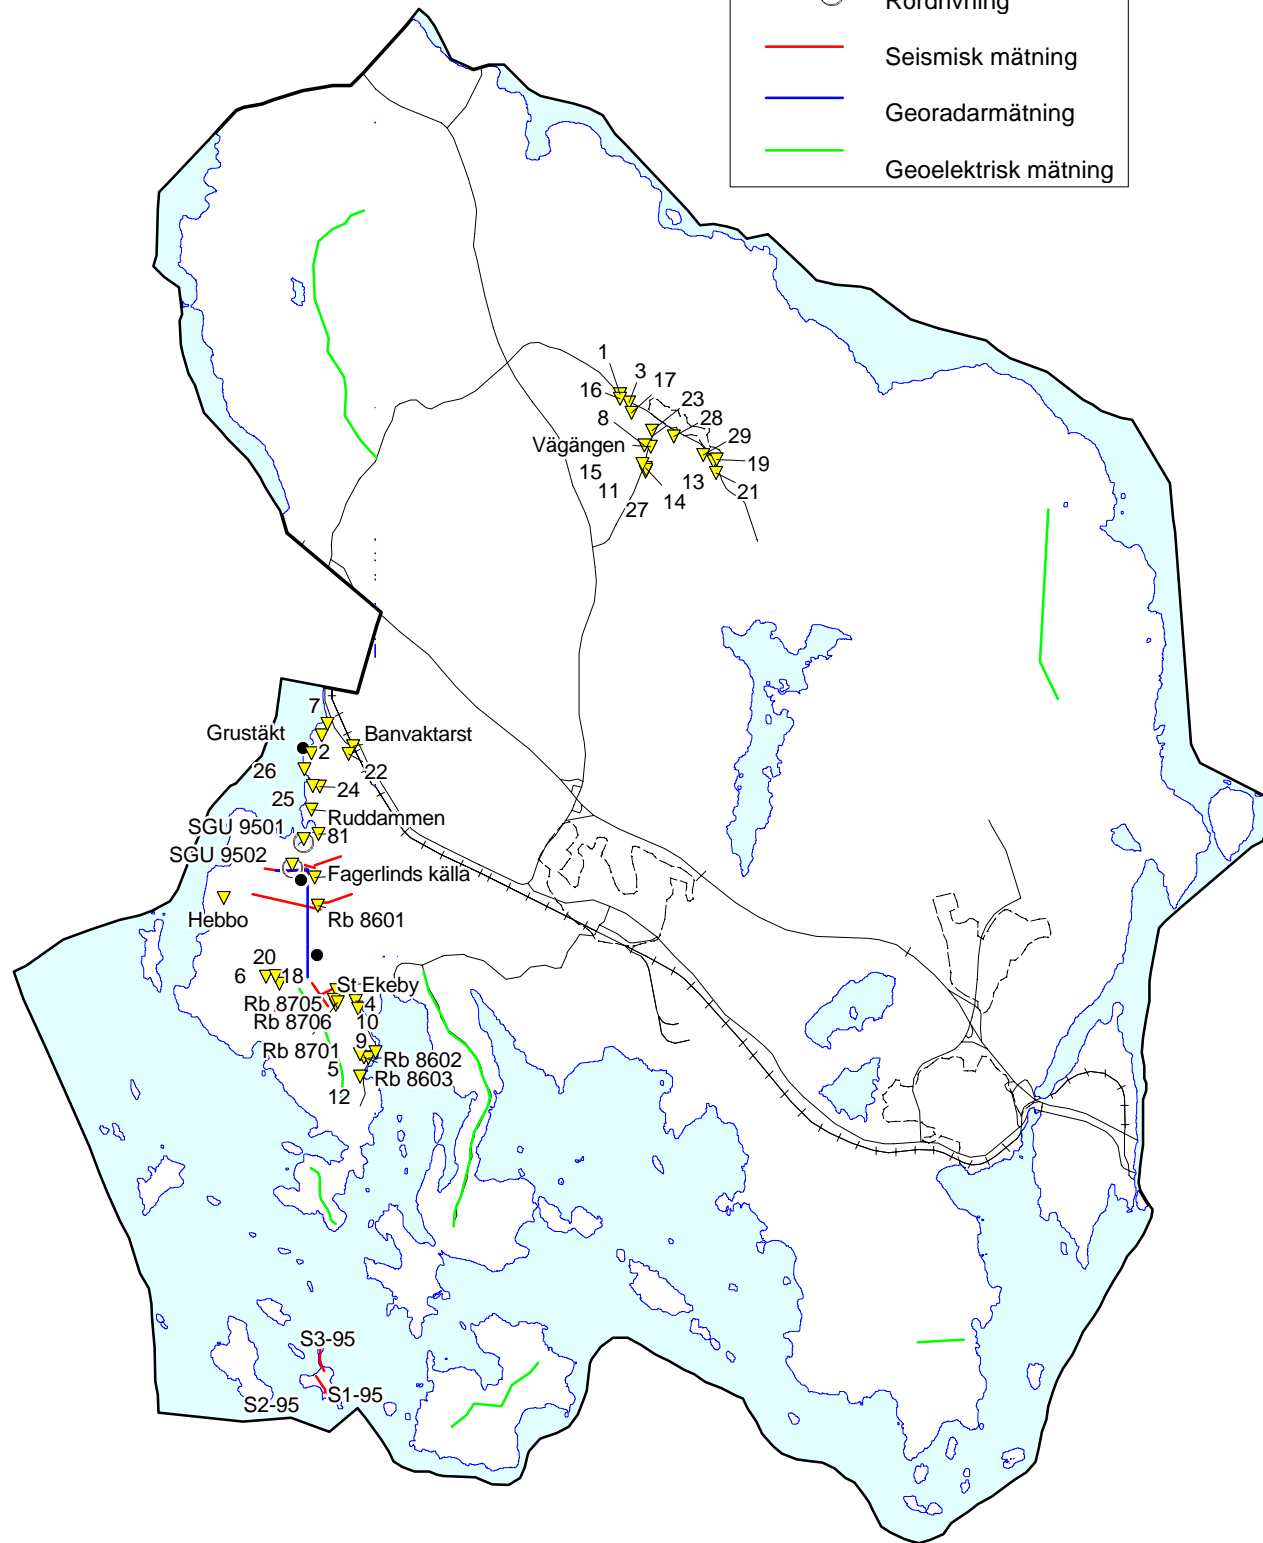 Rördrivning
Seismisk mätning
Georadarmätning
Geoelektrisk mätning
1
3
17
16
23
8
28
Vägängen
29
19
15
13
21
11
14
27
7
Grustäkt
Banvaktarst
2
26
22
24
25
Ruddammen
SGU 9501
81
SGU 9502
Fagerlinds källa
Hebbo
Rb 8601
20
6
18
St Ekeby
Rb 8705
4
Rb 8706
10
9
Rb 8701
Rb 8602
5
Rb 8603
12
S3-95
S1-95
S2-95